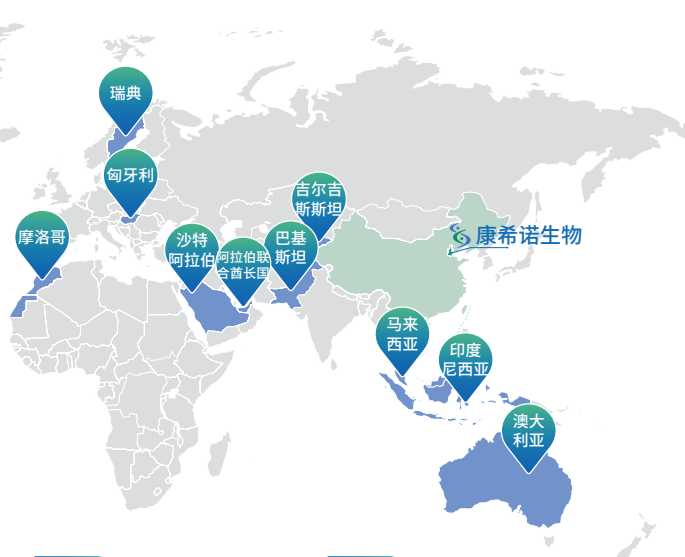 瑞典
匈牙利
吉尔吉
斯斯坦
摩洛哥
沙特
阿拉伯
阿拉伯联
合酋长国
巴基
斯坦
康希诺生物
马来
西亚
印度
尼西亚
澳大
利亚